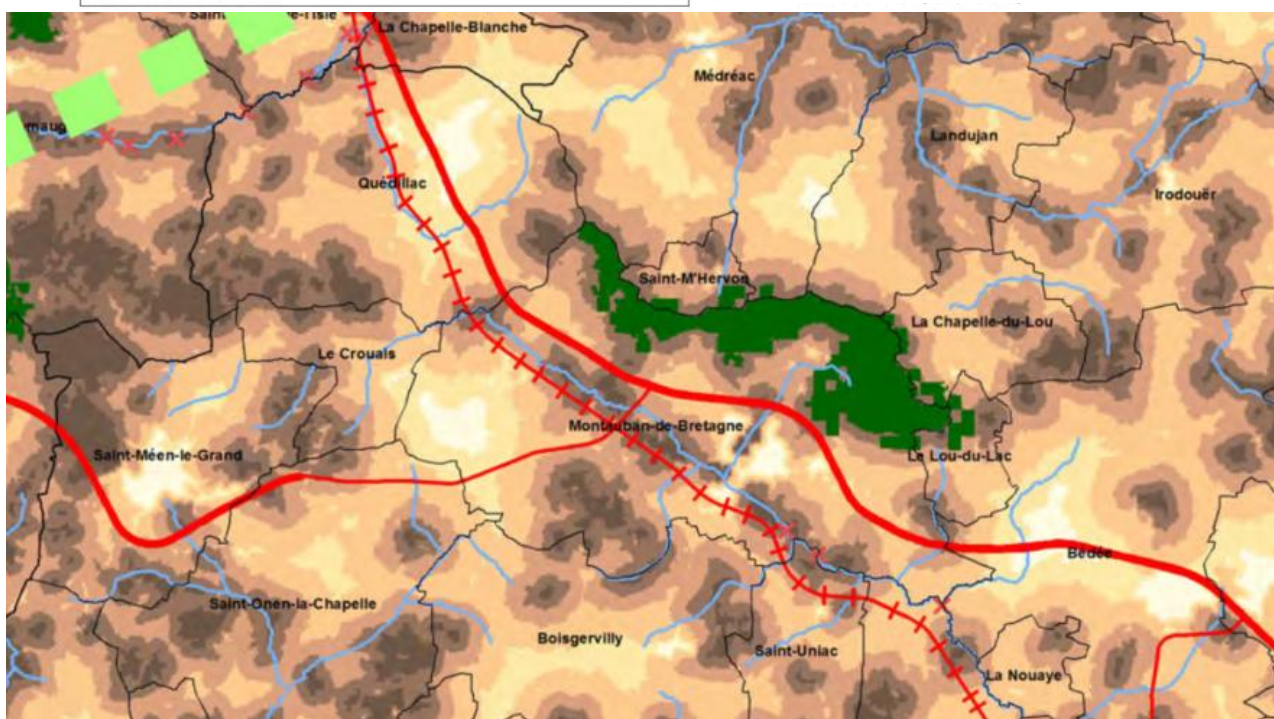 La Chapelle-Blanche
Médréac
Landujan
Quédillac
Irodouër
Saint-M'Hervon
La Chapelle-du-Lou
Le Crouais
Montauban-de-Bretagne
Saint-Méen-le-Grand
Le Lou-du-Lac
Bédée
Saint-Onen-la-Chapelle
Boisgervilly
Saint-Uniac
La Nouaye